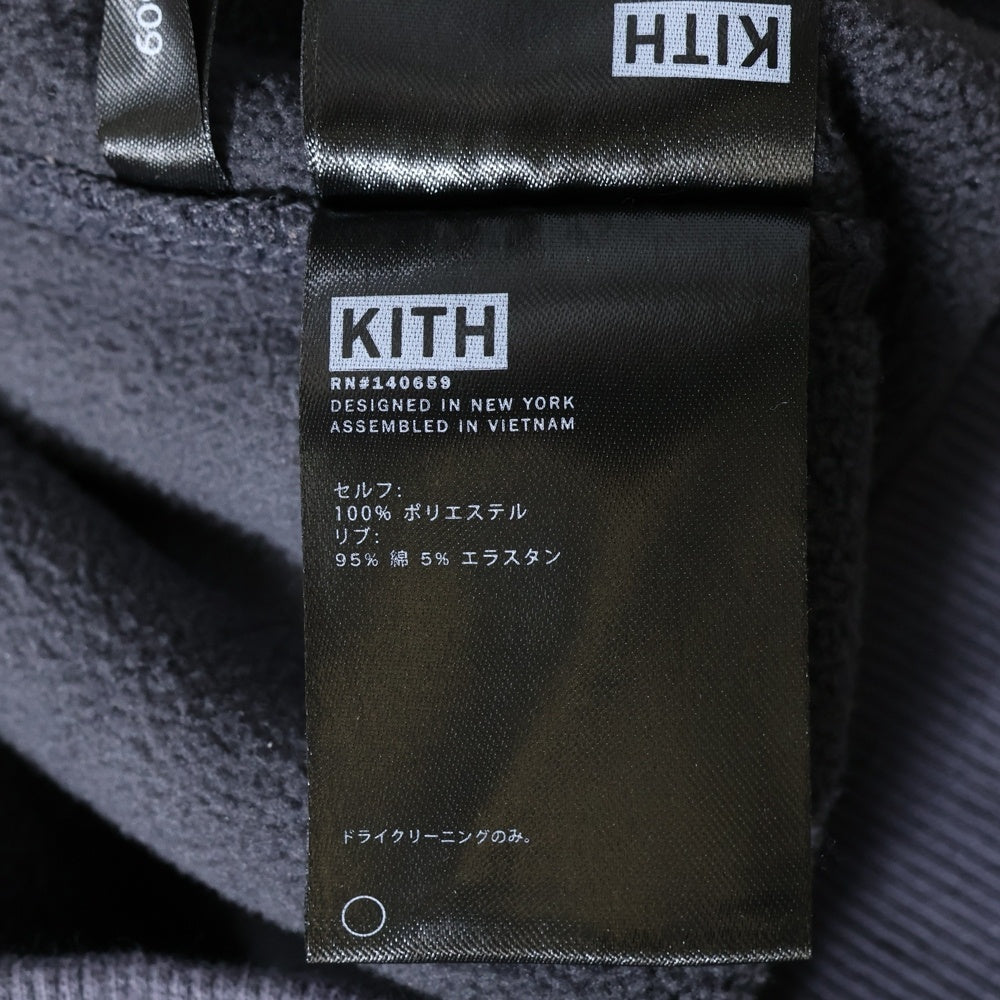 09
KITH
KITH
RN#140659
DESIGNED IN NEW YORK
ASSEMBLED IN VIETNAM
セルフ:
100% ポリエステル
リブ:
95% 綿 5% エラスタン
ドライクリーニングのみ。